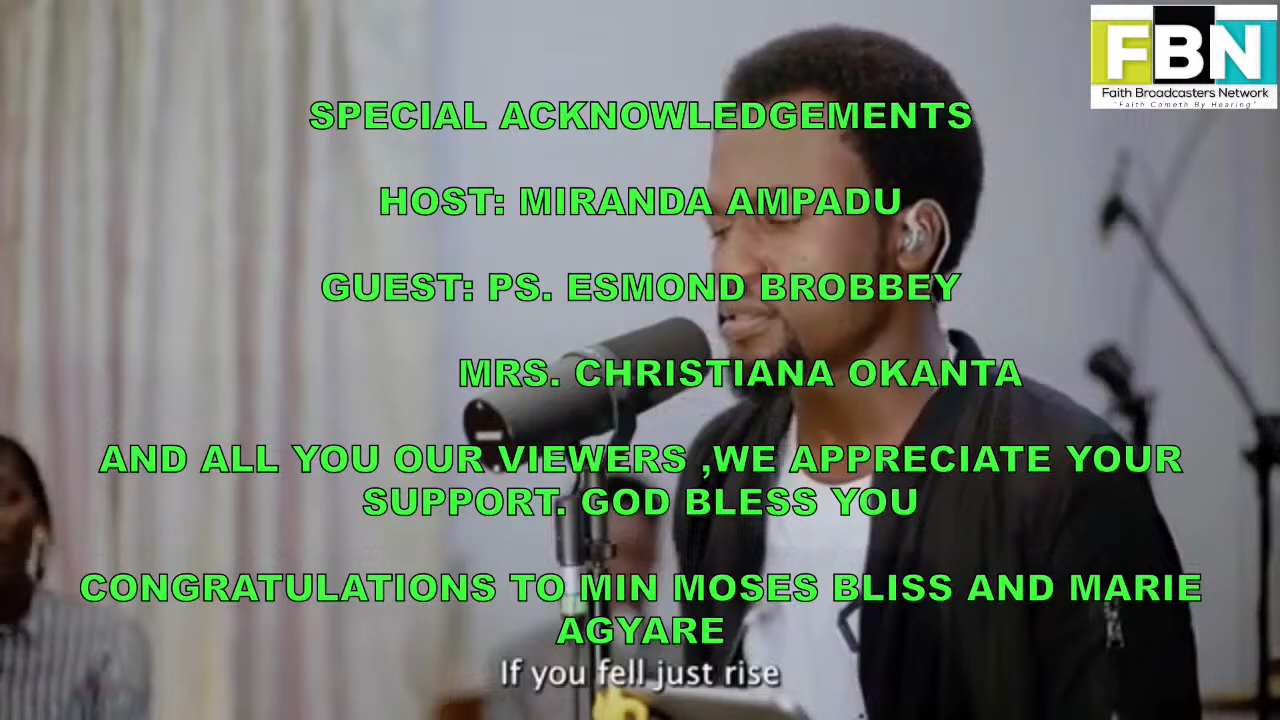 FBN
Faith Broadcasters Network
"Faith Cometh By Hearing"
SPECIAL ACKNOWLEDGEMENTS
HOST: MIRANDA AMPADU
GUEST: PS. ESMOND BROBBEY
MRS. CHRISTIANA OKANTA
AND ALL YOU OUR VIEWERS ,WE APPRECIATE YOUR
SUPPORT. GOD BLESS YOU
CONGRATULATIONS TO MIN MOSES BLISS AND MARIE
AGYARE
If you fell just rise